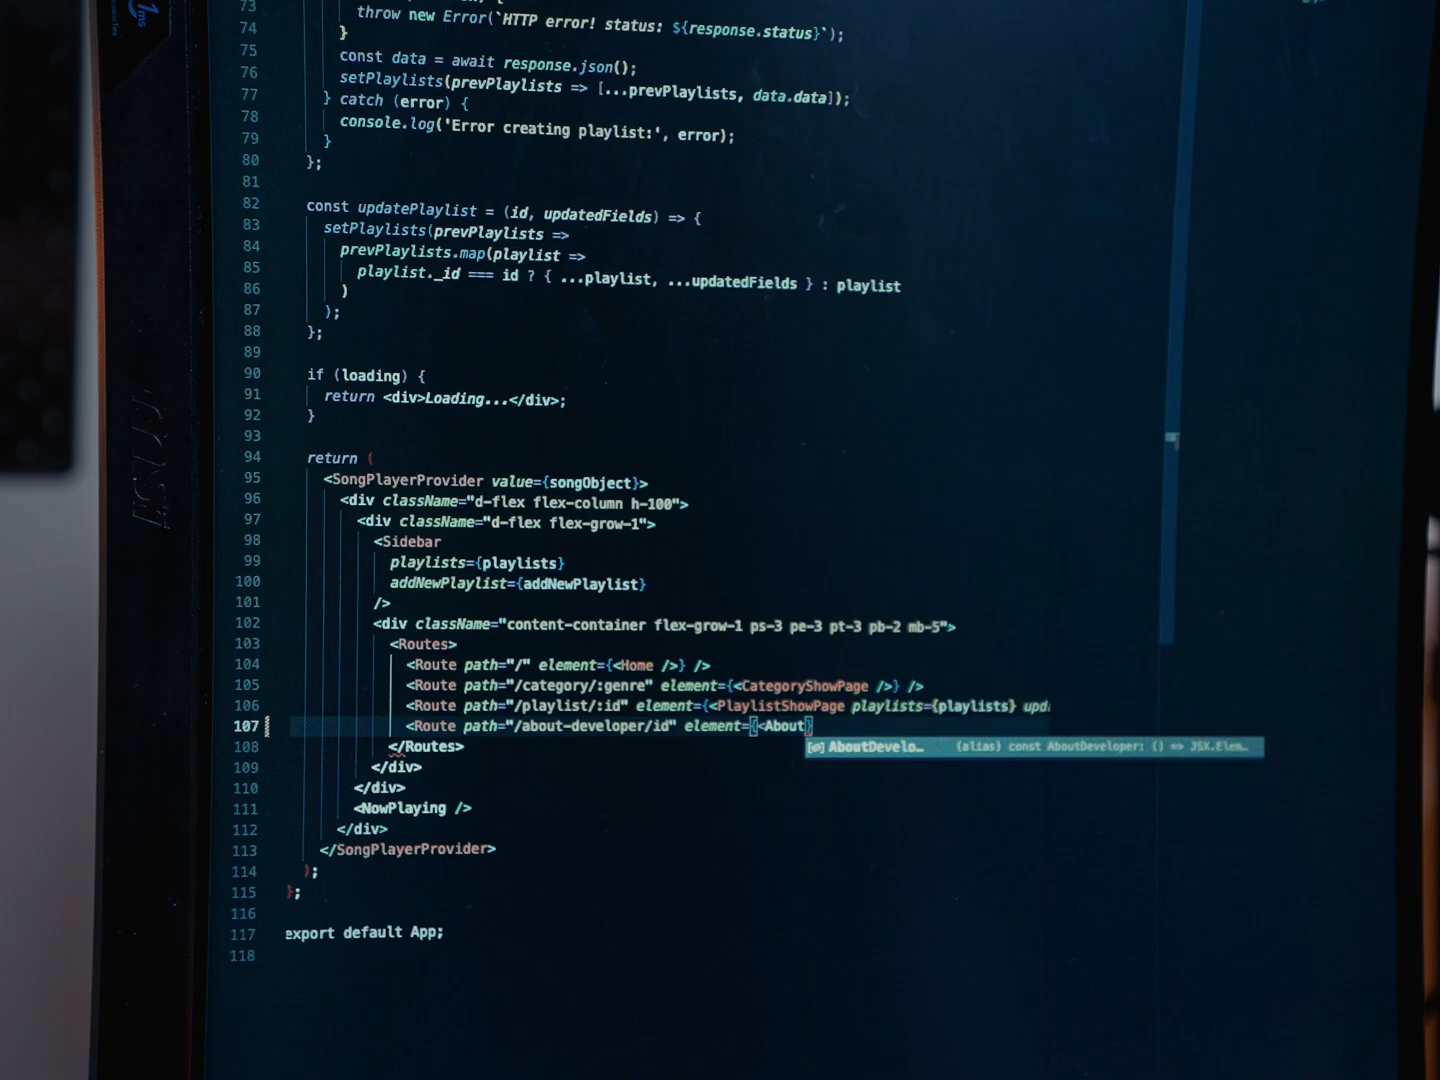 73
74 throw new Error(`HTTP error! status: ${response.status}`);
75 }
76 const data = await response.json();
77 setPlaylists(prevPlaylists => [...prevPlaylists, data.data]);
78 } catch (error) {
79 console.log('Error creating playlist:', error);
80 }
81 };
82 const updatePlaylist = (id, updatedFields) => {
83 setPlaylists(prevPlaylists =>
84 prevPlaylists.map(playlist =>
85 playlist._id === id ? { ...playlist, ...updatedFields } : playlist
86 )
87 );
88 };
89
90 if (loading) {
91 return <div>Loading...</div>;
92 }
93
94 return (
95 <SongPlayerProvider value={songObject}>
96 <div className="d-flex flex-column h-100">
97 <div className="d-flex flex-grow-1">
98 <Sidebar
99 playlists={playlists}
100 addNewPlaylist={addNewPlaylist}
101 />
102 <div className="content-container flex-grow-1 ps-3 pe-3 pt-3 pb-2 mb-5">
103 <Routes>
104 <Route path="/" element={<Home />} />
105 <Route path="/category/:genre" element={<CategoryShowPage />} />
106 <Route path="/playlist/:id" element={<PlaylistShowPage playlists={playlists} upd
107 <Route path="/about-developer/id" element={<About}
AboutDevelo… (alias) const AboutDeveloper: () => JSX.Elem…
108 </Routes>
109 </div>
110 </div>
111 <NowPlaying />
112 </div>
113 </SongPlayerProvider>
114 );
115 };
116
117 export default App;
118
1ms